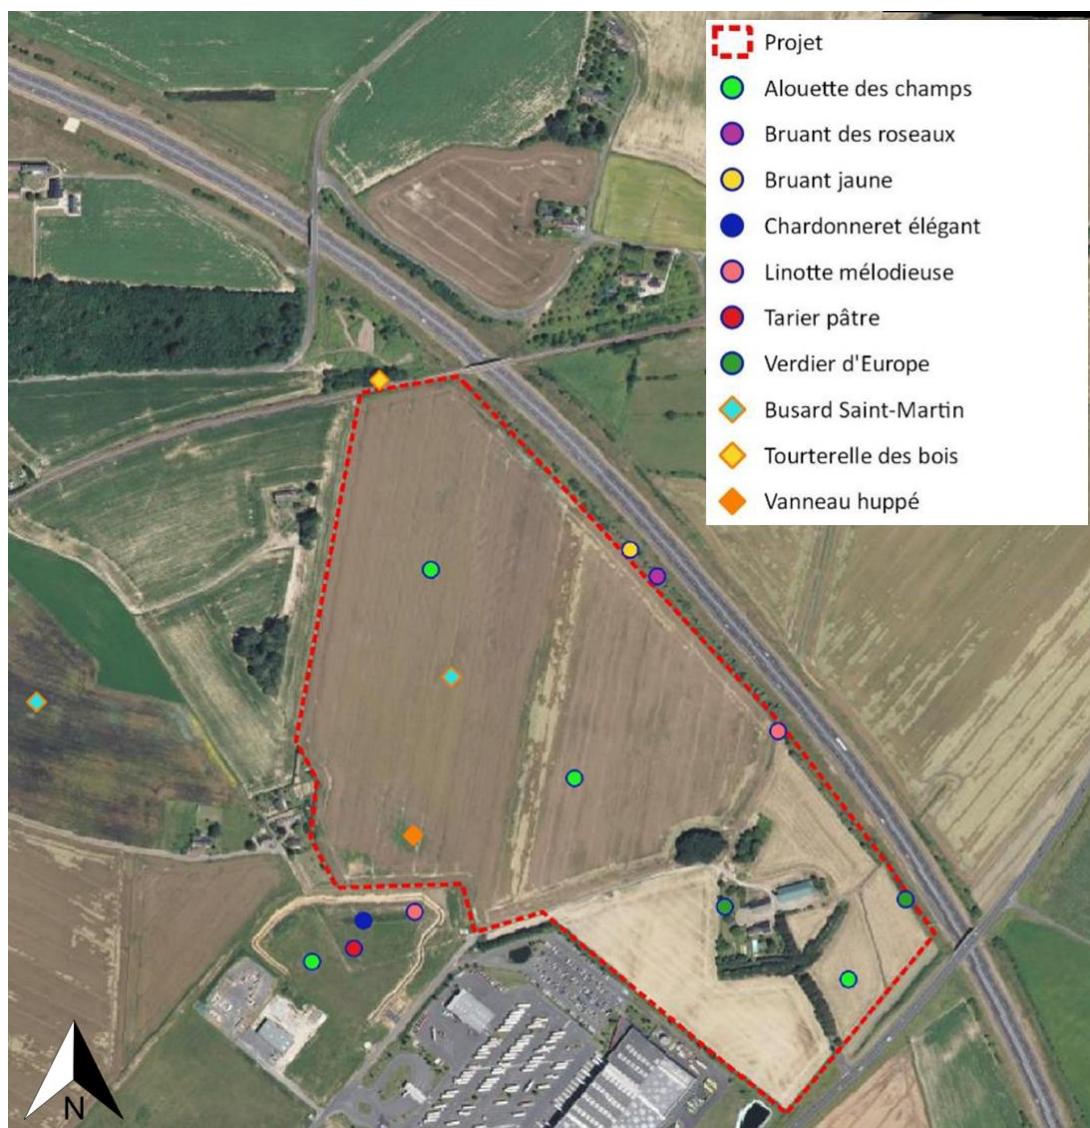 Projet
Alouette des champs
Bruant des roseaux
Bruant jaune
Chardonneret élégant
Linotte mélodieuse
Tarier pâtre
Verdier d'Europe
Busard Saint-Martin
Tourterelle des bois
Vanneau huppé
N